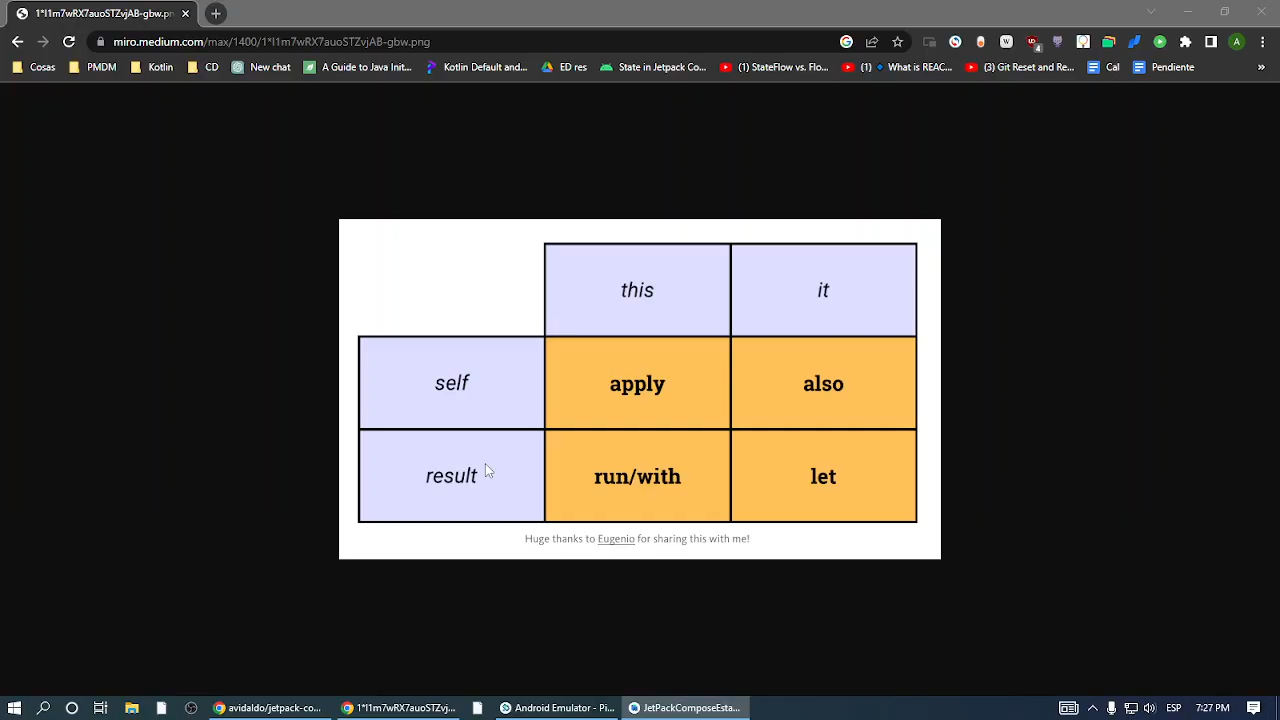 1*l1m7wRX7auoSTZvjAB-gbw.pn
miro.medium.com/max/1400/1*l1m7wRX7auoSTZvjAB-gbw.png
Cosas PMDM Kotlin CD New chat A Guide to Java Init... Kotlin Default and... ED res State in Jetpack Co... (1) StateFlow vs. Flo... (1) What is REAC... (3) Git Reset and Re... Cal Pendiente »
this it
self apply also
result run/with let
Huge thanks to Eugenio for sharing this with me!
avidaldo/jetpack-co... 1*l1m7wRX7auoSTZvj... Android Emulator - Pi... JetPackComposeEsta... ESP 7:27 PM